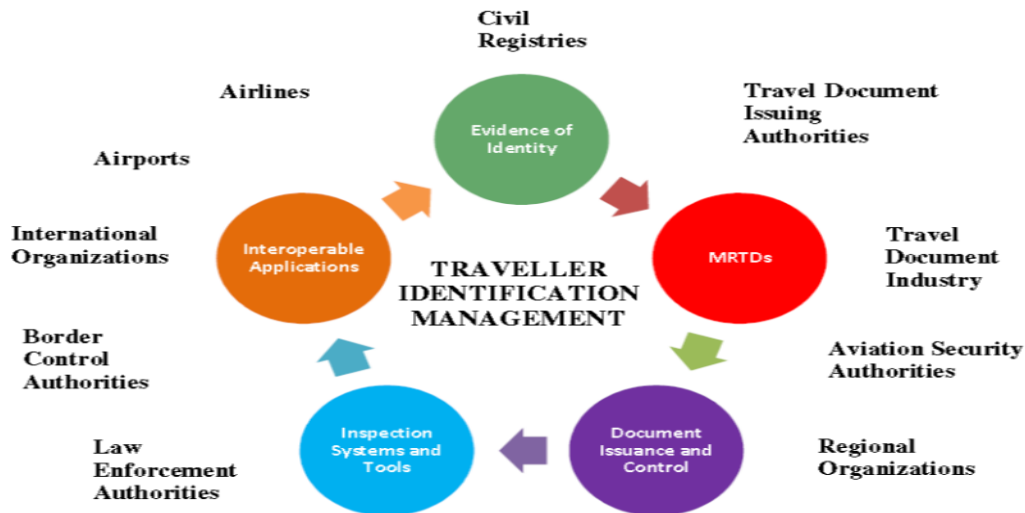 Civil
Registries
Airlines
Travel Document
Issuing
Authorities
Evidence of
Identity
Airports
International
Organizations
Interoperable
Applications
TRAVELLER
IDENTIFICATION
MANAGEMENT
MRTDs
Travel
Document
Industry
Border
Control
Authorities
Aviation Security
Authorities
Law
Enforcement
Authorities
Inspection
Systems and
Tools
Document
Issuance and
Control
Regional
Organizations